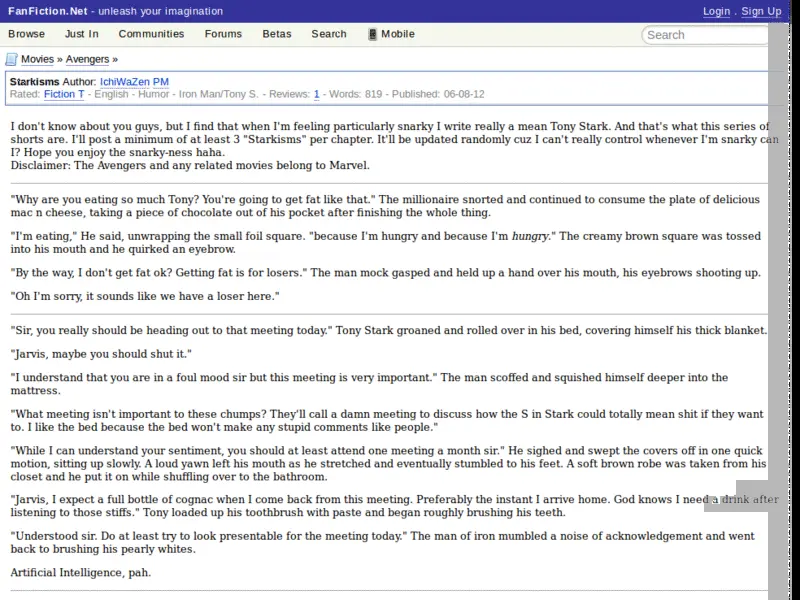 FanFiction.Net - unleash your imagination
Login . Sign Up
Browse Just In Communities Forums Betas Search Mobile
Search
Movies » Avengers »
Starkisms Author: IchiWaZen PM
Rated: Fiction T - English - Humor - Iron Man/Tony S. - Reviews: 1 - Words: 819 - Published: 06-08-12
I don't know about you guys, but I find that when I'm feeling particularly snarky I write really a mean Tony Stark. And that's what this series of
shorts are. I'll post a minimum of at least 3 "Starkisms" per chapter. It'll be updated randomly cuz I can't really control whenever I'm snarky can
I? Hope you enjoy the snarky-ness haha.
Disclaimer: The Avengers and any related movies belong to Marvel.
"Why are you eating so much Tony? You're going to get fat like that." The millionaire snorted and continued to consume the plate of delicious
mac n cheese, taking a piece of chocolate out of his pocket after finishing the whole thing.
"I'm eating," He said, unwrapping the small foil square. "because I'm hungry and because I'm hungry." The creamy brown square was tossed
into his mouth and he quirked an eyebrow.
"By the way, I don't get fat ok? Getting fat is for losers." The man mock gasped and held up a hand over his mouth, his eyebrows shooting up.
"Oh I'm sorry, it sounds like we have a loser here."
"Sir, you really should be heading out to that meeting today." Tony Stark groaned and rolled over in his bed, covering himself his thick blanket.
"Jarvis, maybe you should shut it."
"I understand that you are in a foul mood sir but this meeting is very important." The man scoffed and squished himself deeper into the
mattress.
"What meeting isn't important to these chumps? They'll call a damn meeting to discuss how the S in Stark could totally mean shit if they want
to. I like the bed because the bed won't make any stupid comments like people."
"While I can understand your sentiment, you should at least attend one meeting a month sir." He sighed and swept the covers off in one quick
motion, sitting up slowly. A loud yawn left his mouth as he stretched and eventually stumbled to his feet. A soft brown robe was taken from his
closet and he put it on while shuffling over to the bathroom.
"Jarvis, I expect a full bottle of cognac when I come back from this meeting. Preferably the instant I arrive home. God knows I need a drink after
listening to those stiffs." Tony loaded up his toothbrush with paste and began roughly brushing his teeth.
"Understood sir. Do at least try to look presentable for the meeting today." The man of iron mumbled a noise of acknowledgement and went
back to brushing his pearly whites.
Artificial Intelligence, pah.